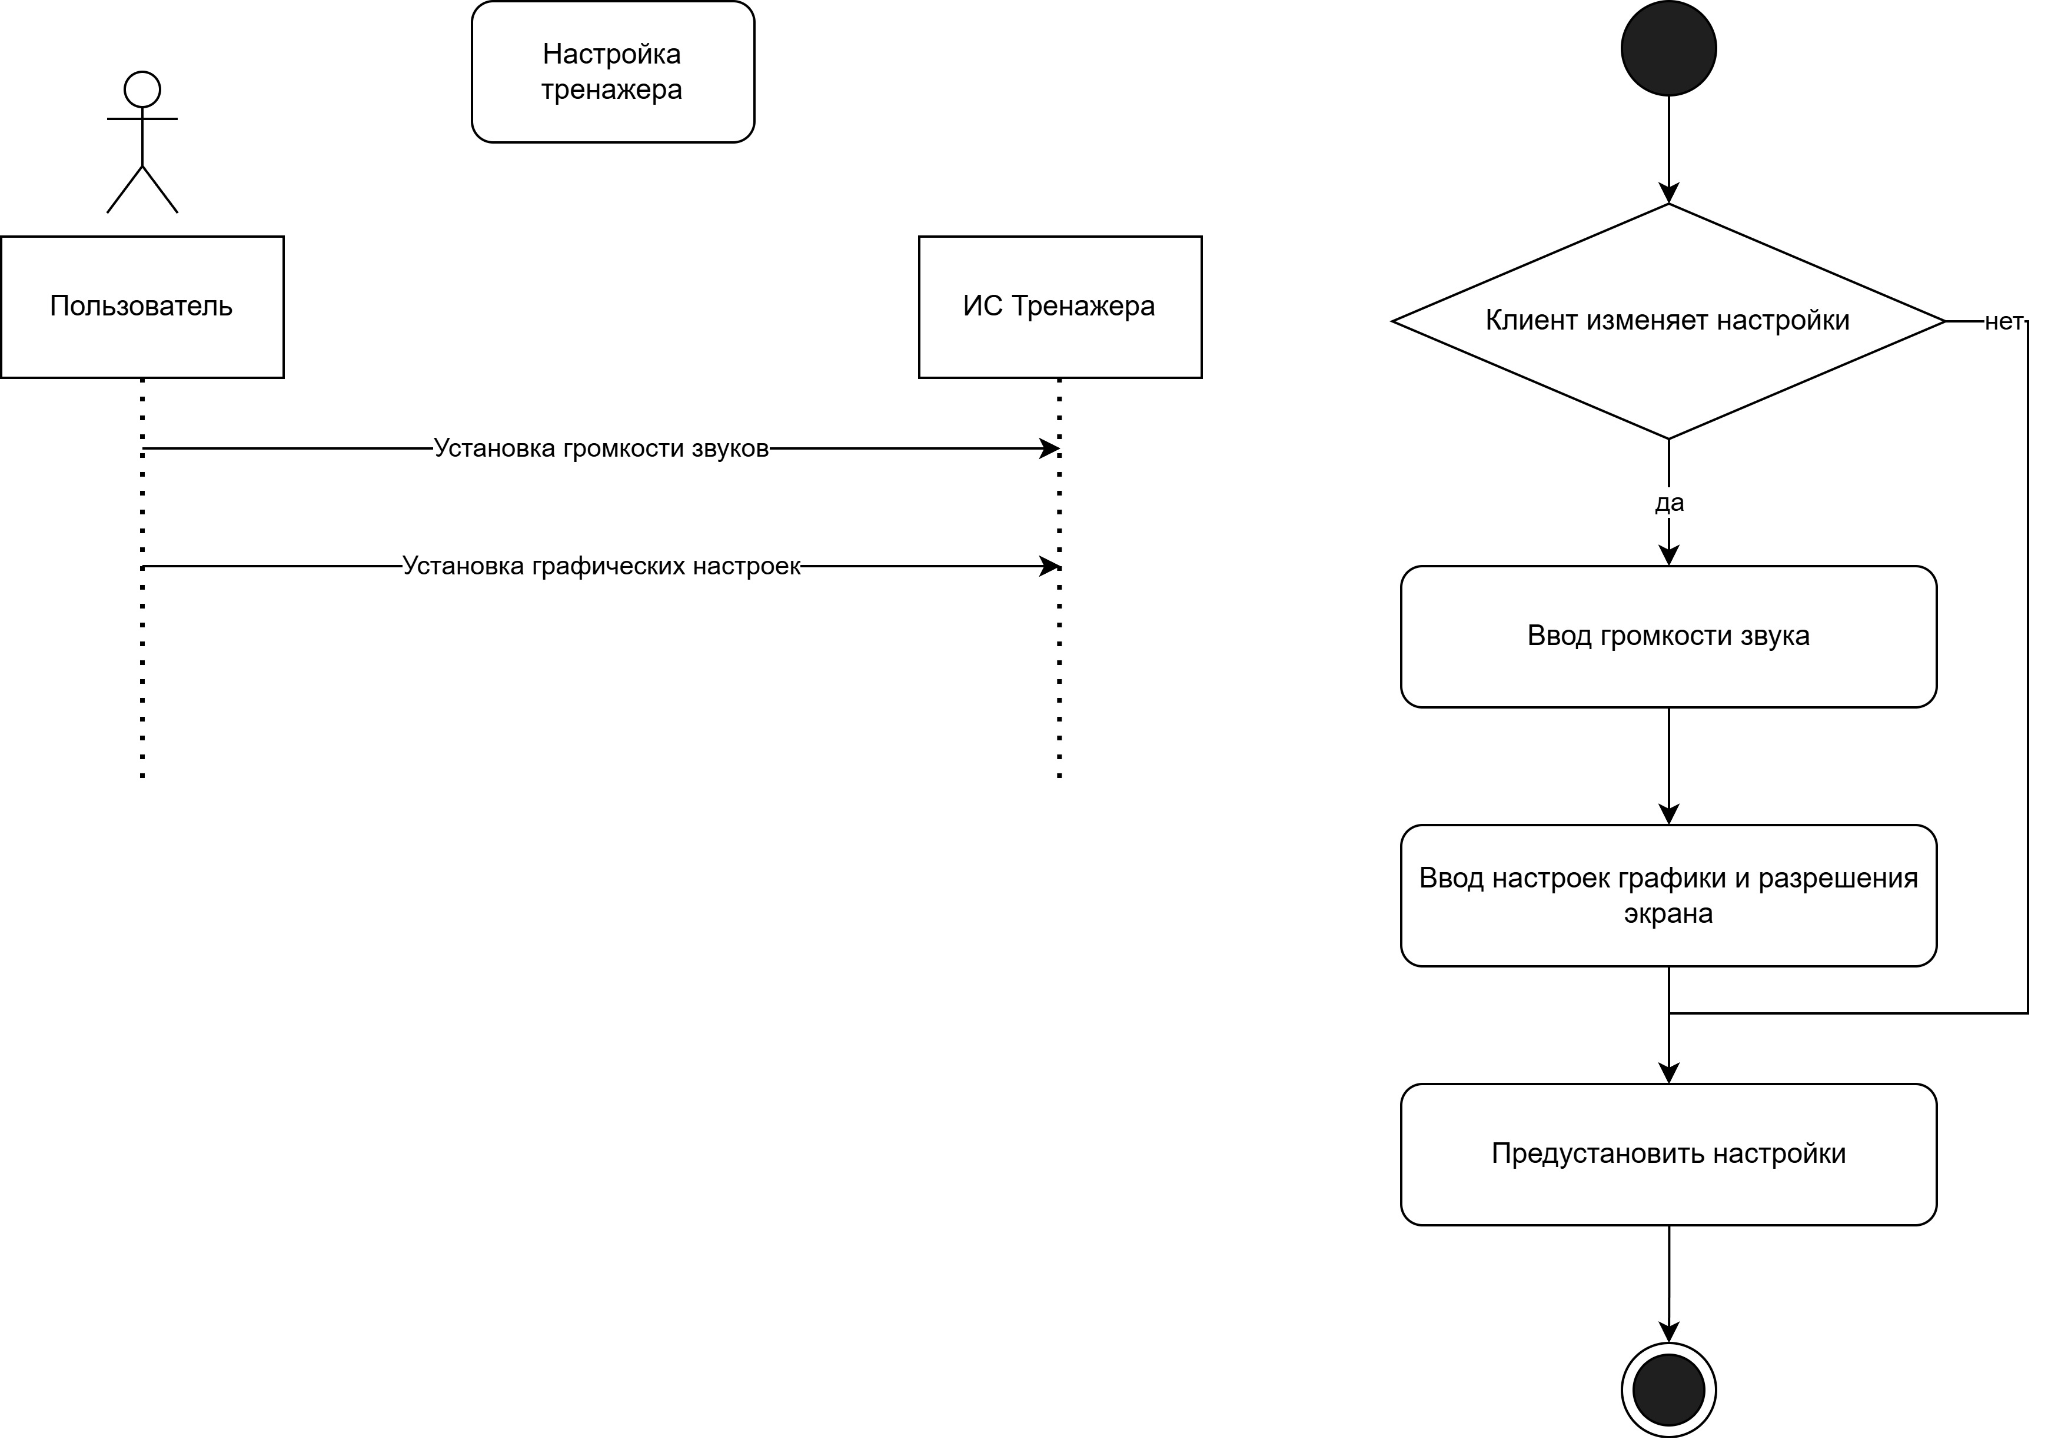 Настройка
тренажера
Пользователь
ИС Тренажера
Установка громкости звуков
Установка графических настроек
Клиент изменяет настройки
нет
да
Ввод громкости звука
Ввод настроек графики и разрешения
экрана
Предустановить настройки